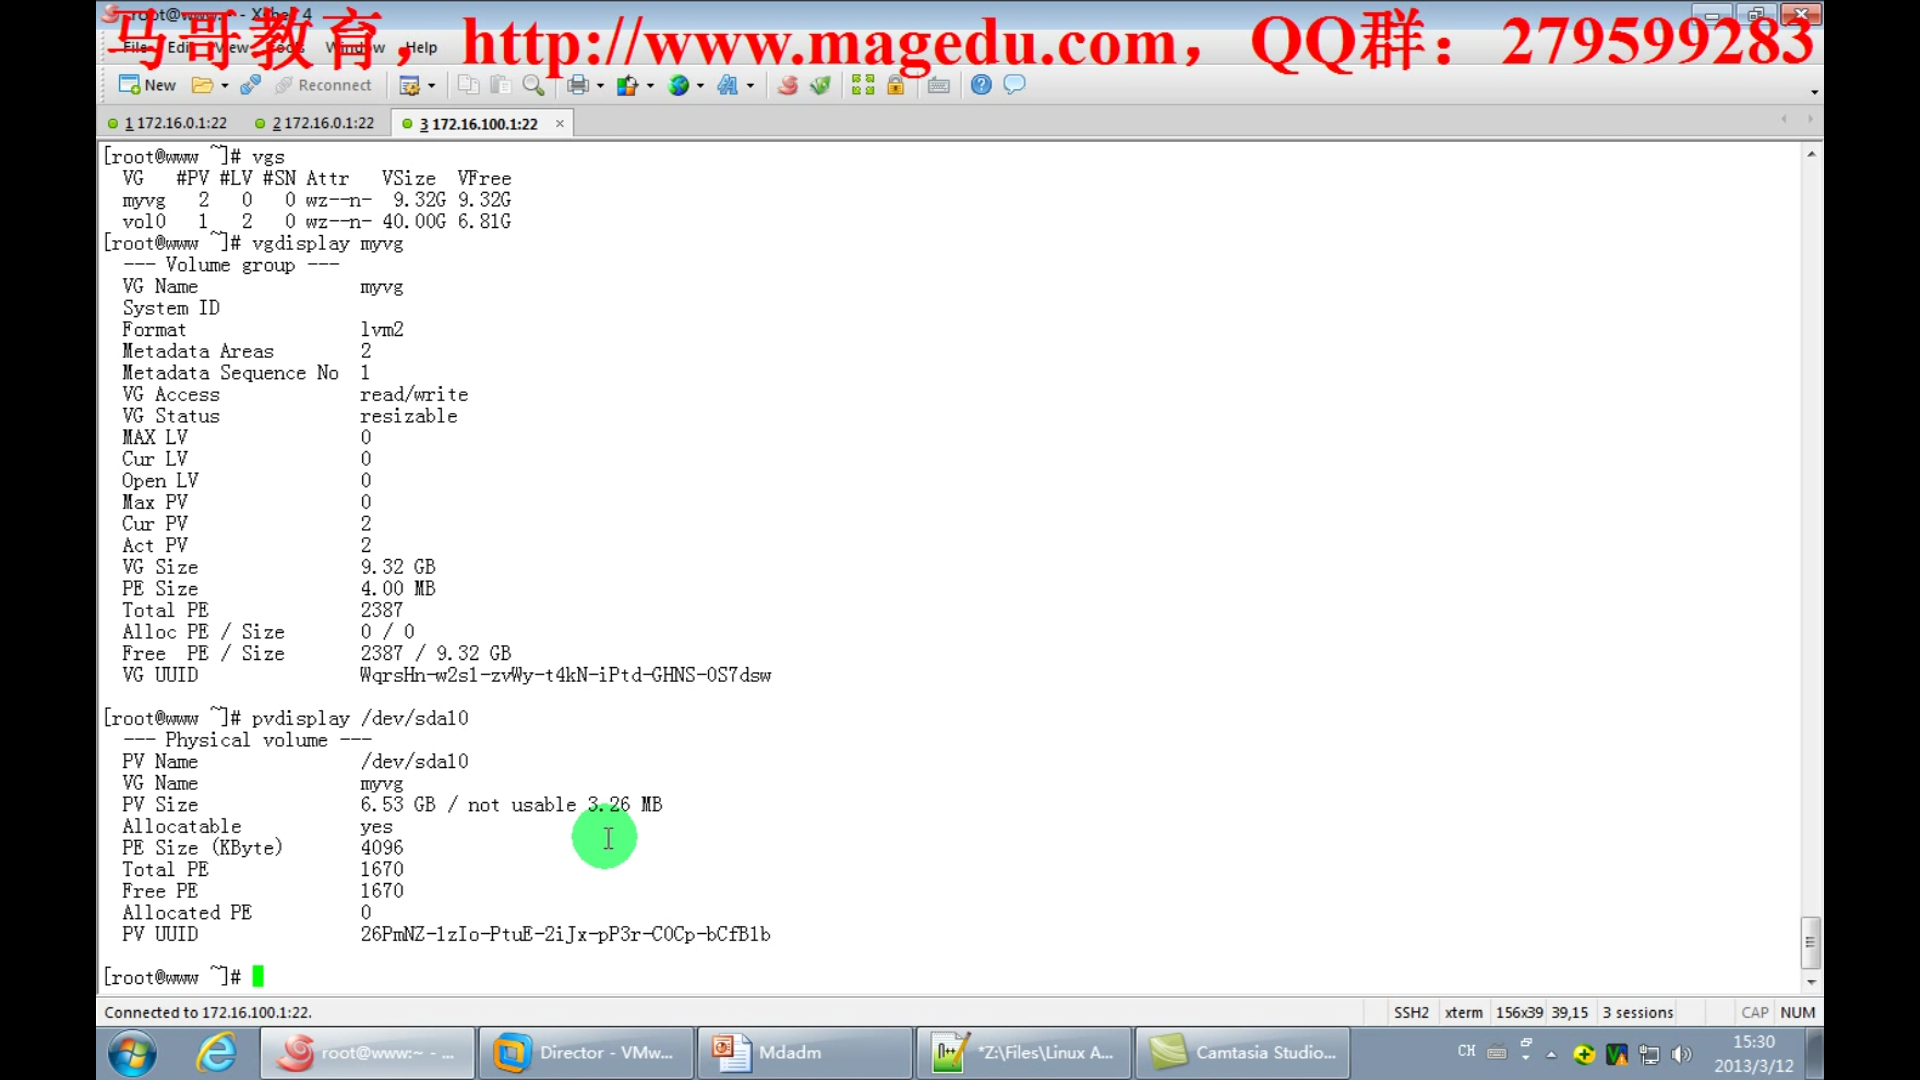 root@www:~ - Xshell 4
马哥教育，http://www.magedu.com，QQ群：279599283
File Edit View Tools Window Help
New Reconnect
1 172.16.0.1:22 2 172.16.0.1:22 3 172.16.100.1:22
[root@www ~]# vgs
VG #PV #LV #SN Attr VSize VFree
myvg 2 0 0 wz--n- 9.32G 9.32G
vol0 1 2 0 wz--n- 40.00G 6.81G
[root@www ~]# vgdisplay myvg
--- Volume group ---
VG Name myvg
System ID
Format lvm2
Metadata Areas 2
Metadata Sequence No 1
VG Access read/write
VG Status resizable
MAX LV 0
Cur LV 0
Open LV 0
Max PV 0
Cur PV 2
Act PV 2
VG Size 9.32 GB
PE Size 4.00 MB
Total PE 2387
Alloc PE / Size 0 / 0
Free PE / Size 2387 / 9.32 GB
VG UUID WqrsHn-w2s1-zvWy-t4kN-iPtd-GHNS-OS7dsw
[root@www ~]# pvdisplay /dev/sda10
--- Physical volume ---
PV Name /dev/sda10
VG Name myvg
PV Size 6.53 GB / not usable 3.26 MB
Allocatable yes
PE Size (KByte) 4096
Total PE 1670
Free PE 1670
Allocated PE 0
PV UUID 26PmNZ-1zIo-PtuE-2iJx-pP3r-COCp-bCfB1b
[root@www ~]#
Connected to 172.16.100.1:22. SSH2 xterm 156x39 39,15 3 sessions CAP NUM
root@www:~ - ... Director - VMw... Mdadm *Z:\Files\Linux A... Camtasia Studio... CH 15:30
2013/3/12